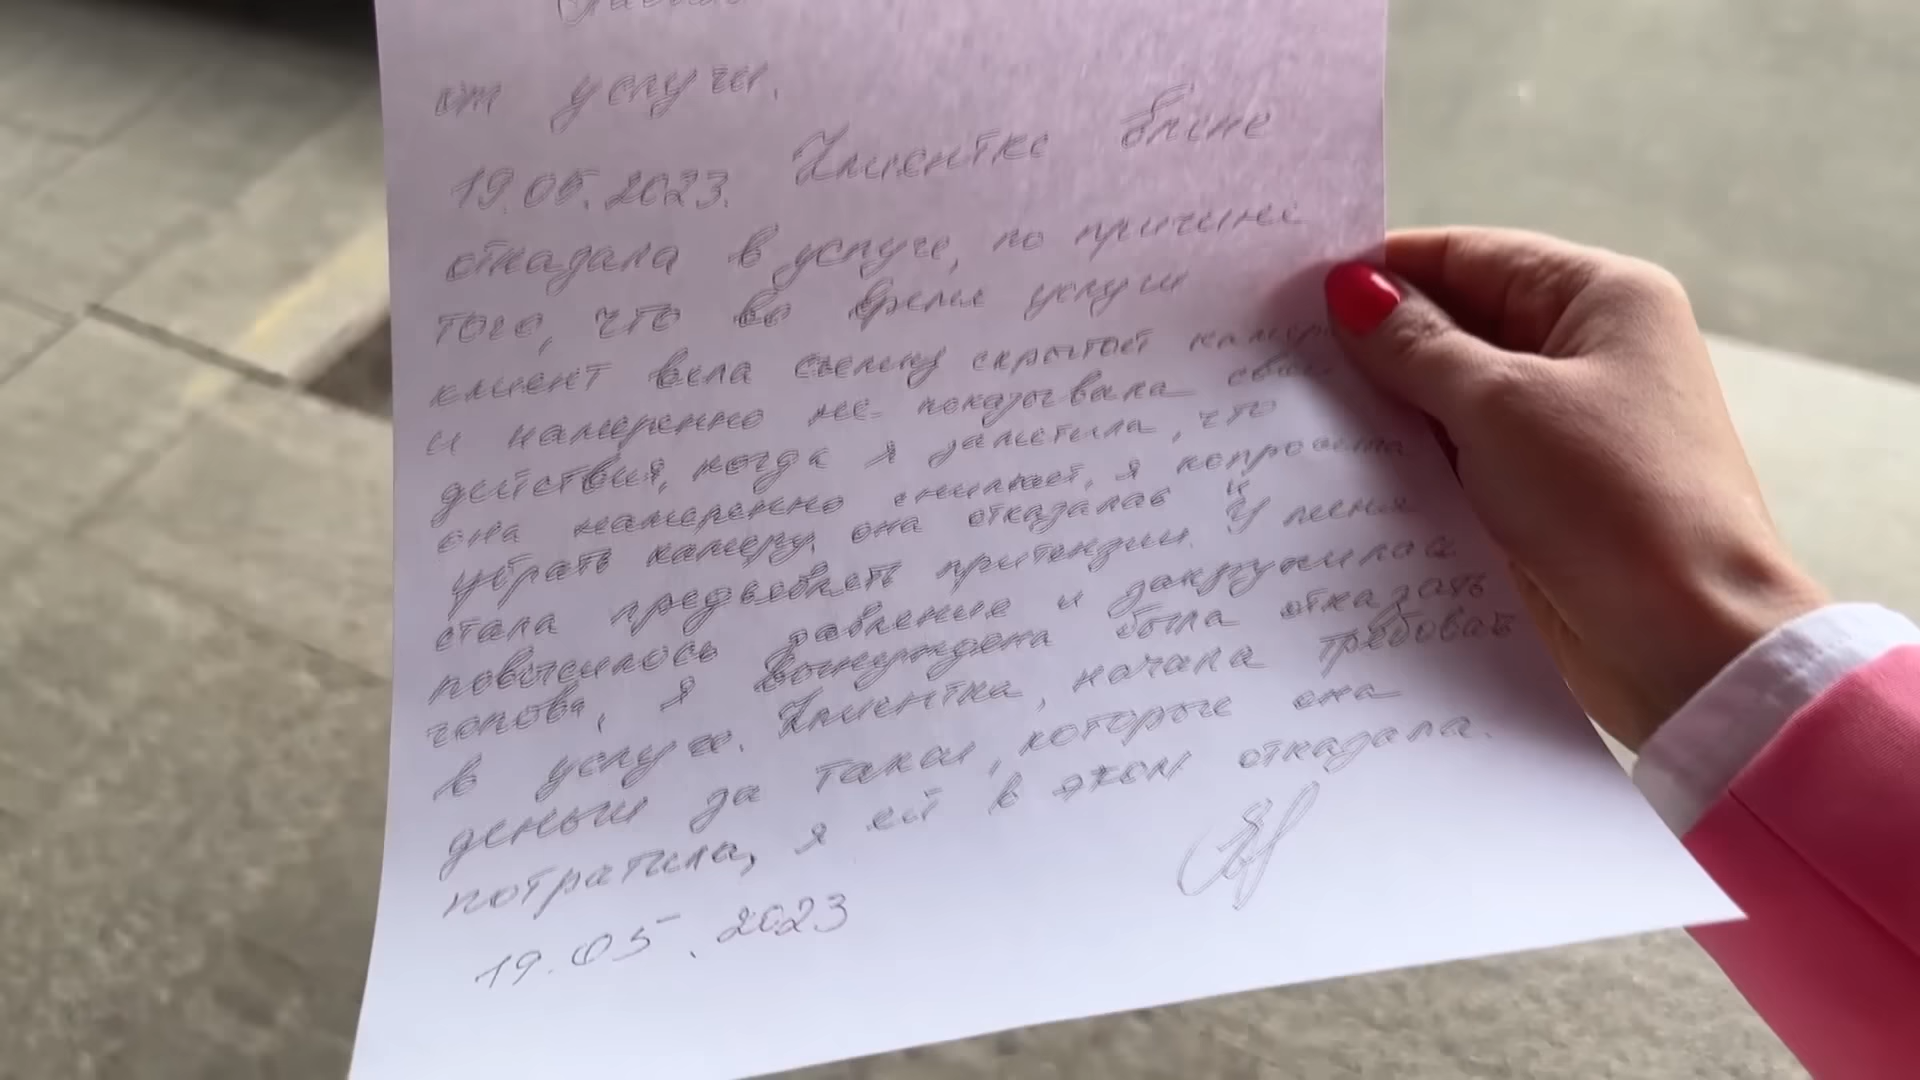 от услуги.
19.05.2023. Клиентке было
отказала в услуге, по причине
того, что во время услуги
клиент вела съемку скрытой
и намеренно не показывала свои
действия, когда я заметила, что
она намеренно снимает, я попросила
убрать камеру, она отказалась и
стала предъявлять притензии. У меня
повысилось давление и закружилась
голова, я вынуждена была отказать
в услуге. Клиентка, начала требовать
деньги за такси, которые она
потратила, я ей в этом отказала.
19.05.2023